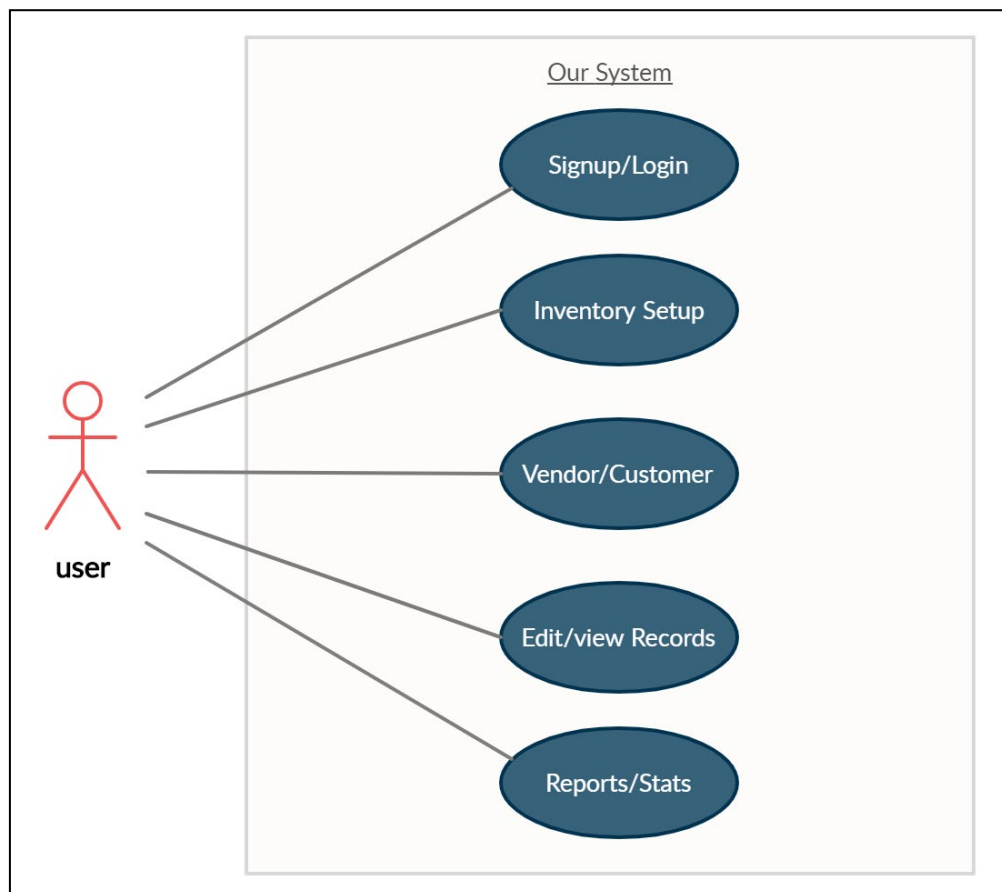 Our System
Signup/Login
Inventory Setup
Vendor/Customer
user
Edit/view Records
Reports/Stats